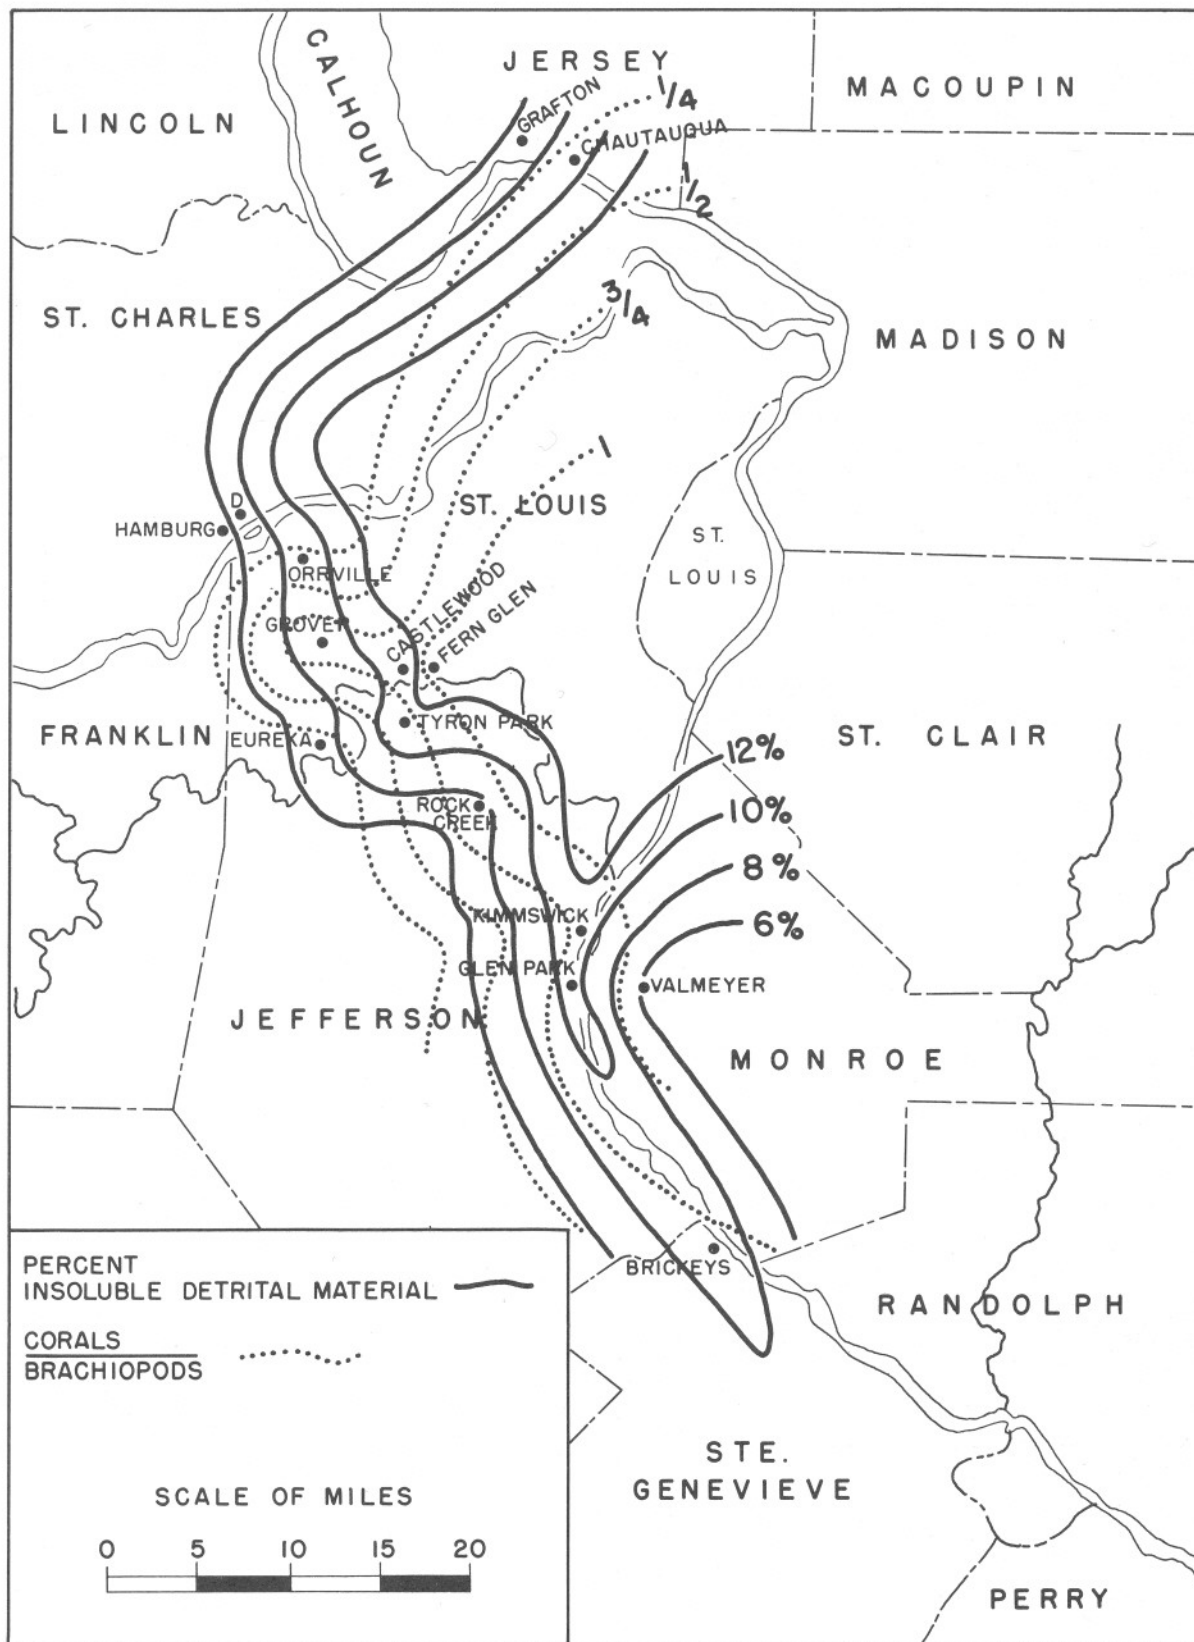 JERSEY
CALHOUN
MACOUPIN
LINCOLN
1/4
GRAFTON
CHAUTAUQUA
1/2
ST. CHARLES
3/4
MADISON
1
ST. LOUIS
D
HAMBURG
ST.
LOUIS
ORRVILLE
GROVER
CASTLEWOOD
FERN GLEN
FRANKLIN
EUREKA
TYRON PARK
ST. CLAIR
12%
ROCK
CREEK
10%
8%
KIMMSWICK
6%
GLEN PARK
VALMEYER
JEFFERSON
MONROE
BRICKEYS
RANDOLPH
STE.
GENEVIEVE
PERRY
PERCENT
INSOLUBLE DETRITAL MATERIAL
CORALS
BRACHIOPODS
SCALE OF MILES
0 5 10 15 20